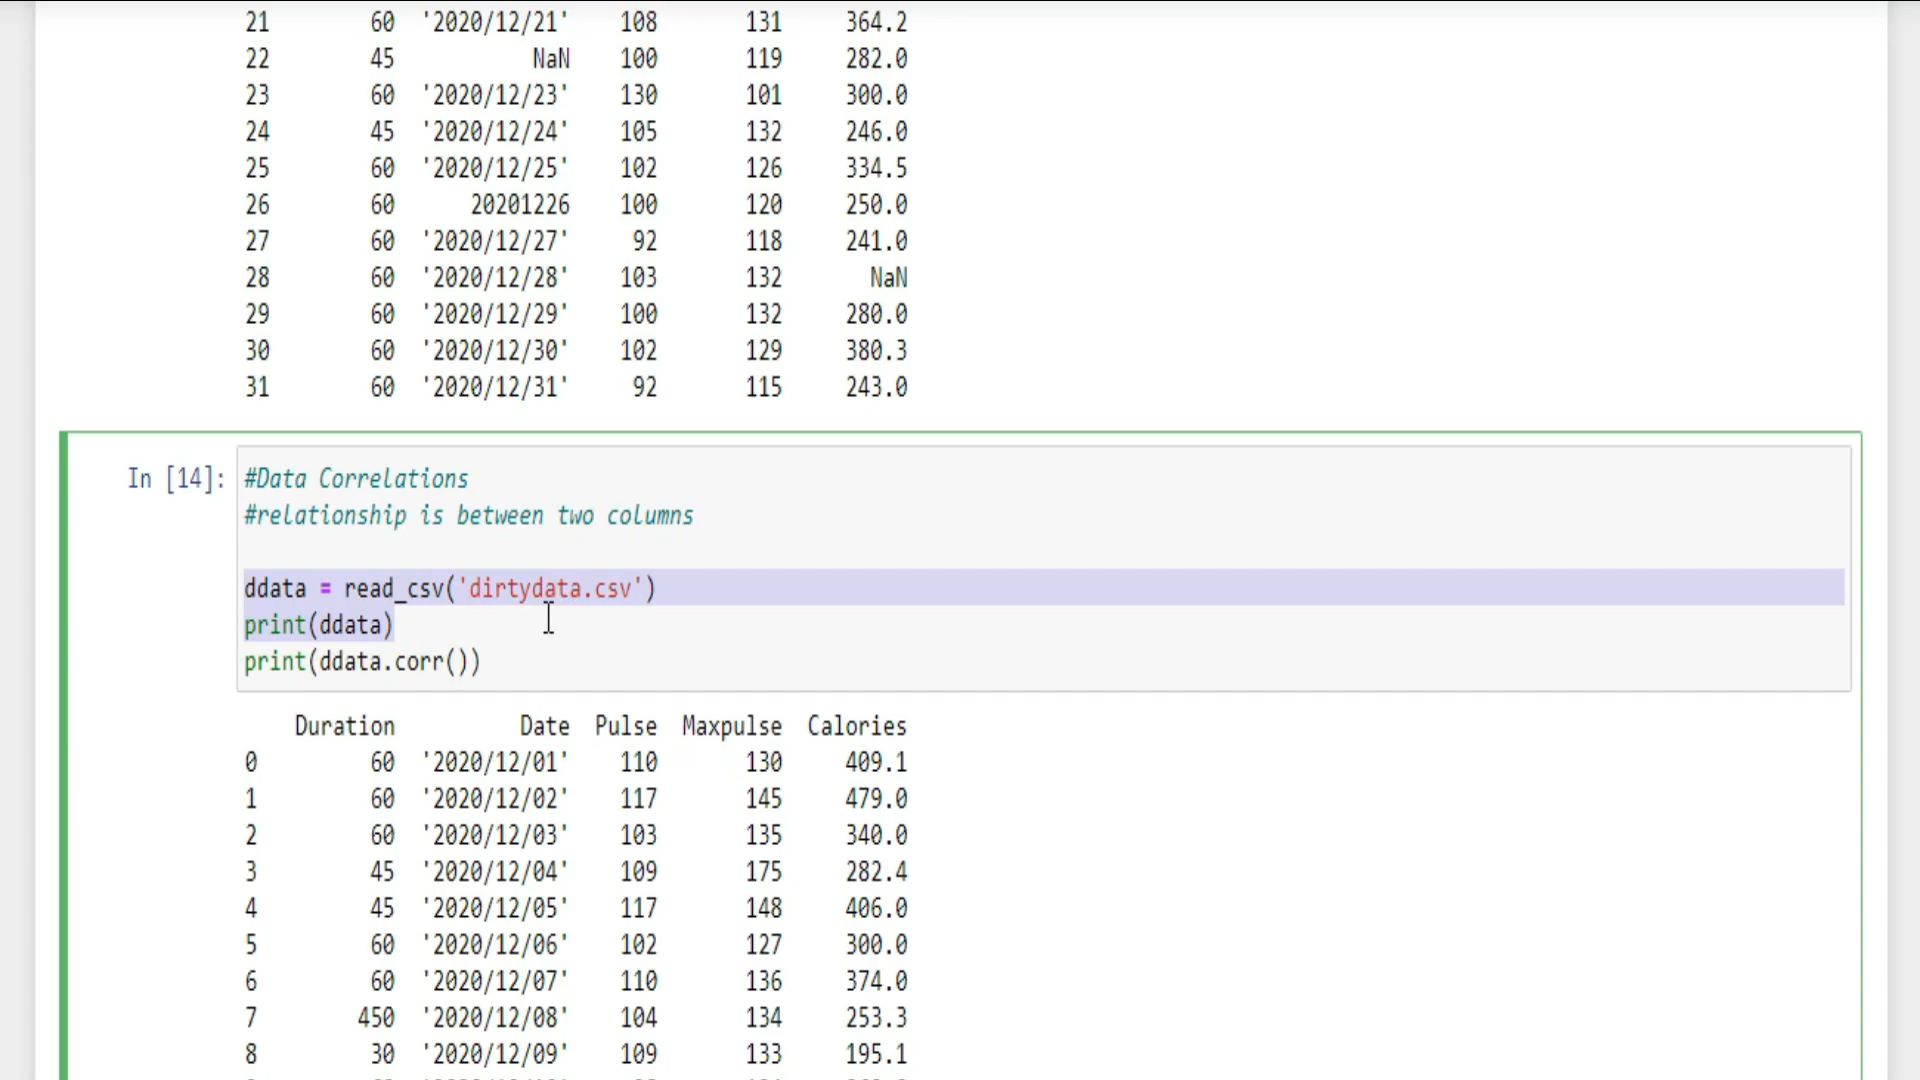 21 60 '2020/12/21' 108 131 364.2
22 45 NaN 100 119 282.0
23 60 '2020/12/23' 130 101 300.0
24 45 '2020/12/24' 105 132 246.0
25 60 '2020/12/25' 102 126 334.5
26 60 20201226 100 120 250.0
27 60 '2020/12/27' 92 118 241.0
28 60 '2020/12/28' 103 132 NaN
29 60 '2020/12/29' 100 132 280.0
30 60 '2020/12/30' 102 129 380.3
31 60 '2020/12/31' 92 115 243.0
In [14]: #Data Correlations
#relationship is between two columns
ddata = read_csv('dirtydata.csv')
print(ddata)
print(ddata.corr())
Duration Date Pulse Maxpulse Calories
0 60 '2020/12/01' 110 130 409.1
1 60 '2020/12/02' 117 145 479.0
2 60 '2020/12/03' 103 135 340.0
3 45 '2020/12/04' 109 175 282.4
4 45 '2020/12/05' 117 148 406.0
5 60 '2020/12/06' 102 127 300.0
6 60 '2020/12/07' 110 136 374.0
7 450 '2020/12/08' 104 134 253.3
8 30 '2020/12/09' 109 133 195.1